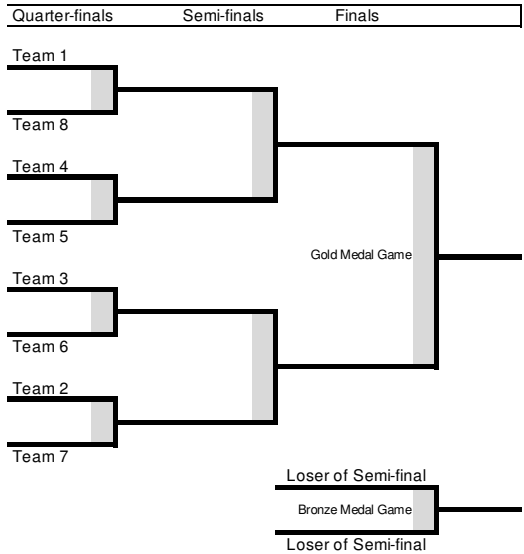 Quarter-finals Semi-finals Finals
Team 1
Team 8
Team 4
Team 5
Gold Medal Game
Team 3
Team 6
Team 2
Team 7
Loser of Semi-final
Bronze Medal Game
Loser of Semi-final